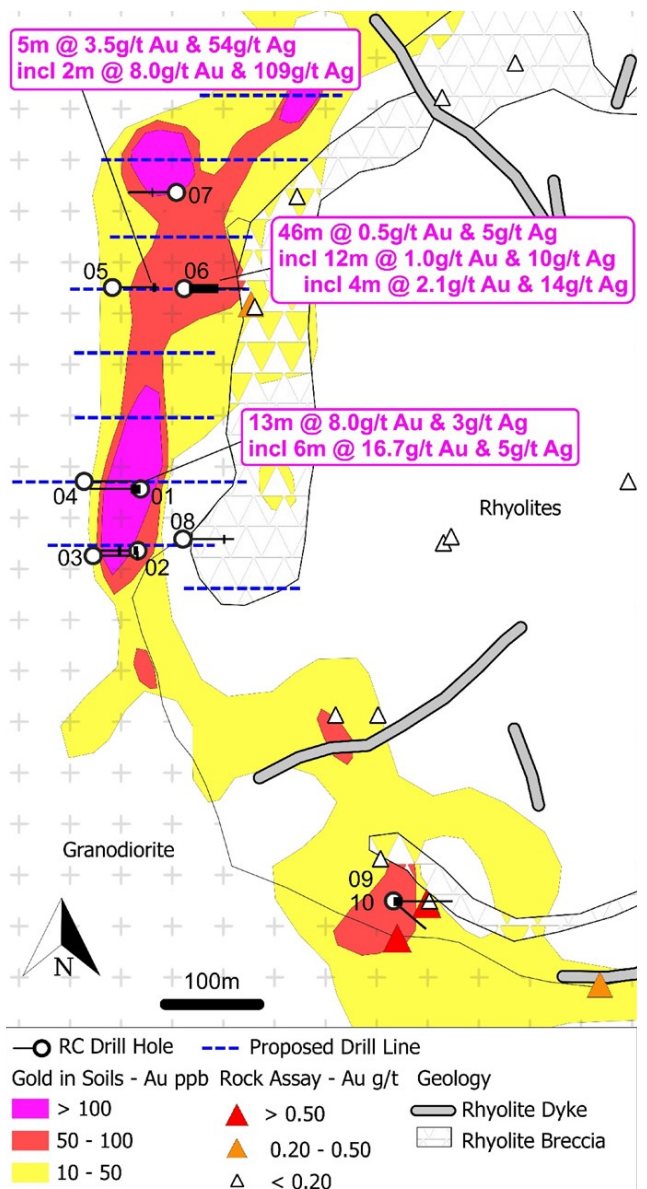 5m @ 3.5g/t Au & 54g/t Ag
incl 2m @ 8.0g/t Au & 109g/t Ag
07
46m @ 0.5g/t Au & 5g/t Ag
incl 12m @ 1.0g/t Au & 10g/t Ag
incl 4m @ 2.1g/t Au & 14g/t Ag
05
06
13m @ 8.0g/t Au & 3g/t Ag
incl 6m @ 16.7g/t Au & 5g/t Ag
04
01
08
Rhyolites
03
02
Granodiorite
09
10
N
100m
RC Drill Hole
Proposed Drill Line
Gold in Soils - Au ppb
Rock Assay - Au g/t
Geology
> 100
> 0.50
Rhyolite Dyke
50 - 100
0.20 - 0.50
Rhyolite Breccia
10 - 50
< 0.20